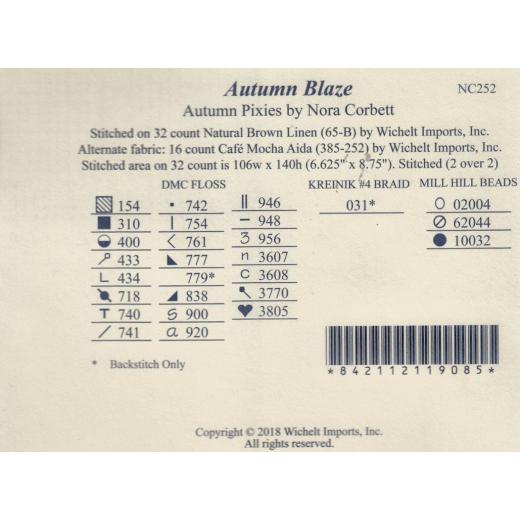 Autumn Blaze NC252
Autumn Pixies by Nora Corbett
Stitched on 32 count Natural Brown Linen (65-B) by Wichelt Imports, Inc.
Alternate fabric: 16 count Café Mocha Aida (385-252) by Wichelt Imports, Inc.
Stitched area on 32 count is 106w x 140h (6.625" x 8.75"). Stitched (2 over 2)
DMC FLOSS KREINIK #4 BRAID MILL HILL BEADS
154 742 946 031* 02004
310 754 948 62044
400 761 3 956 10032
433 777 n 3607
L 434 779* c 3608
718 838 3770
T 740 S 900 3805
/ 741 a 920
* Backstitch Only
*842112119085*
Copyright © 2018 Wichelt Imports, Inc.
All rights reserved.